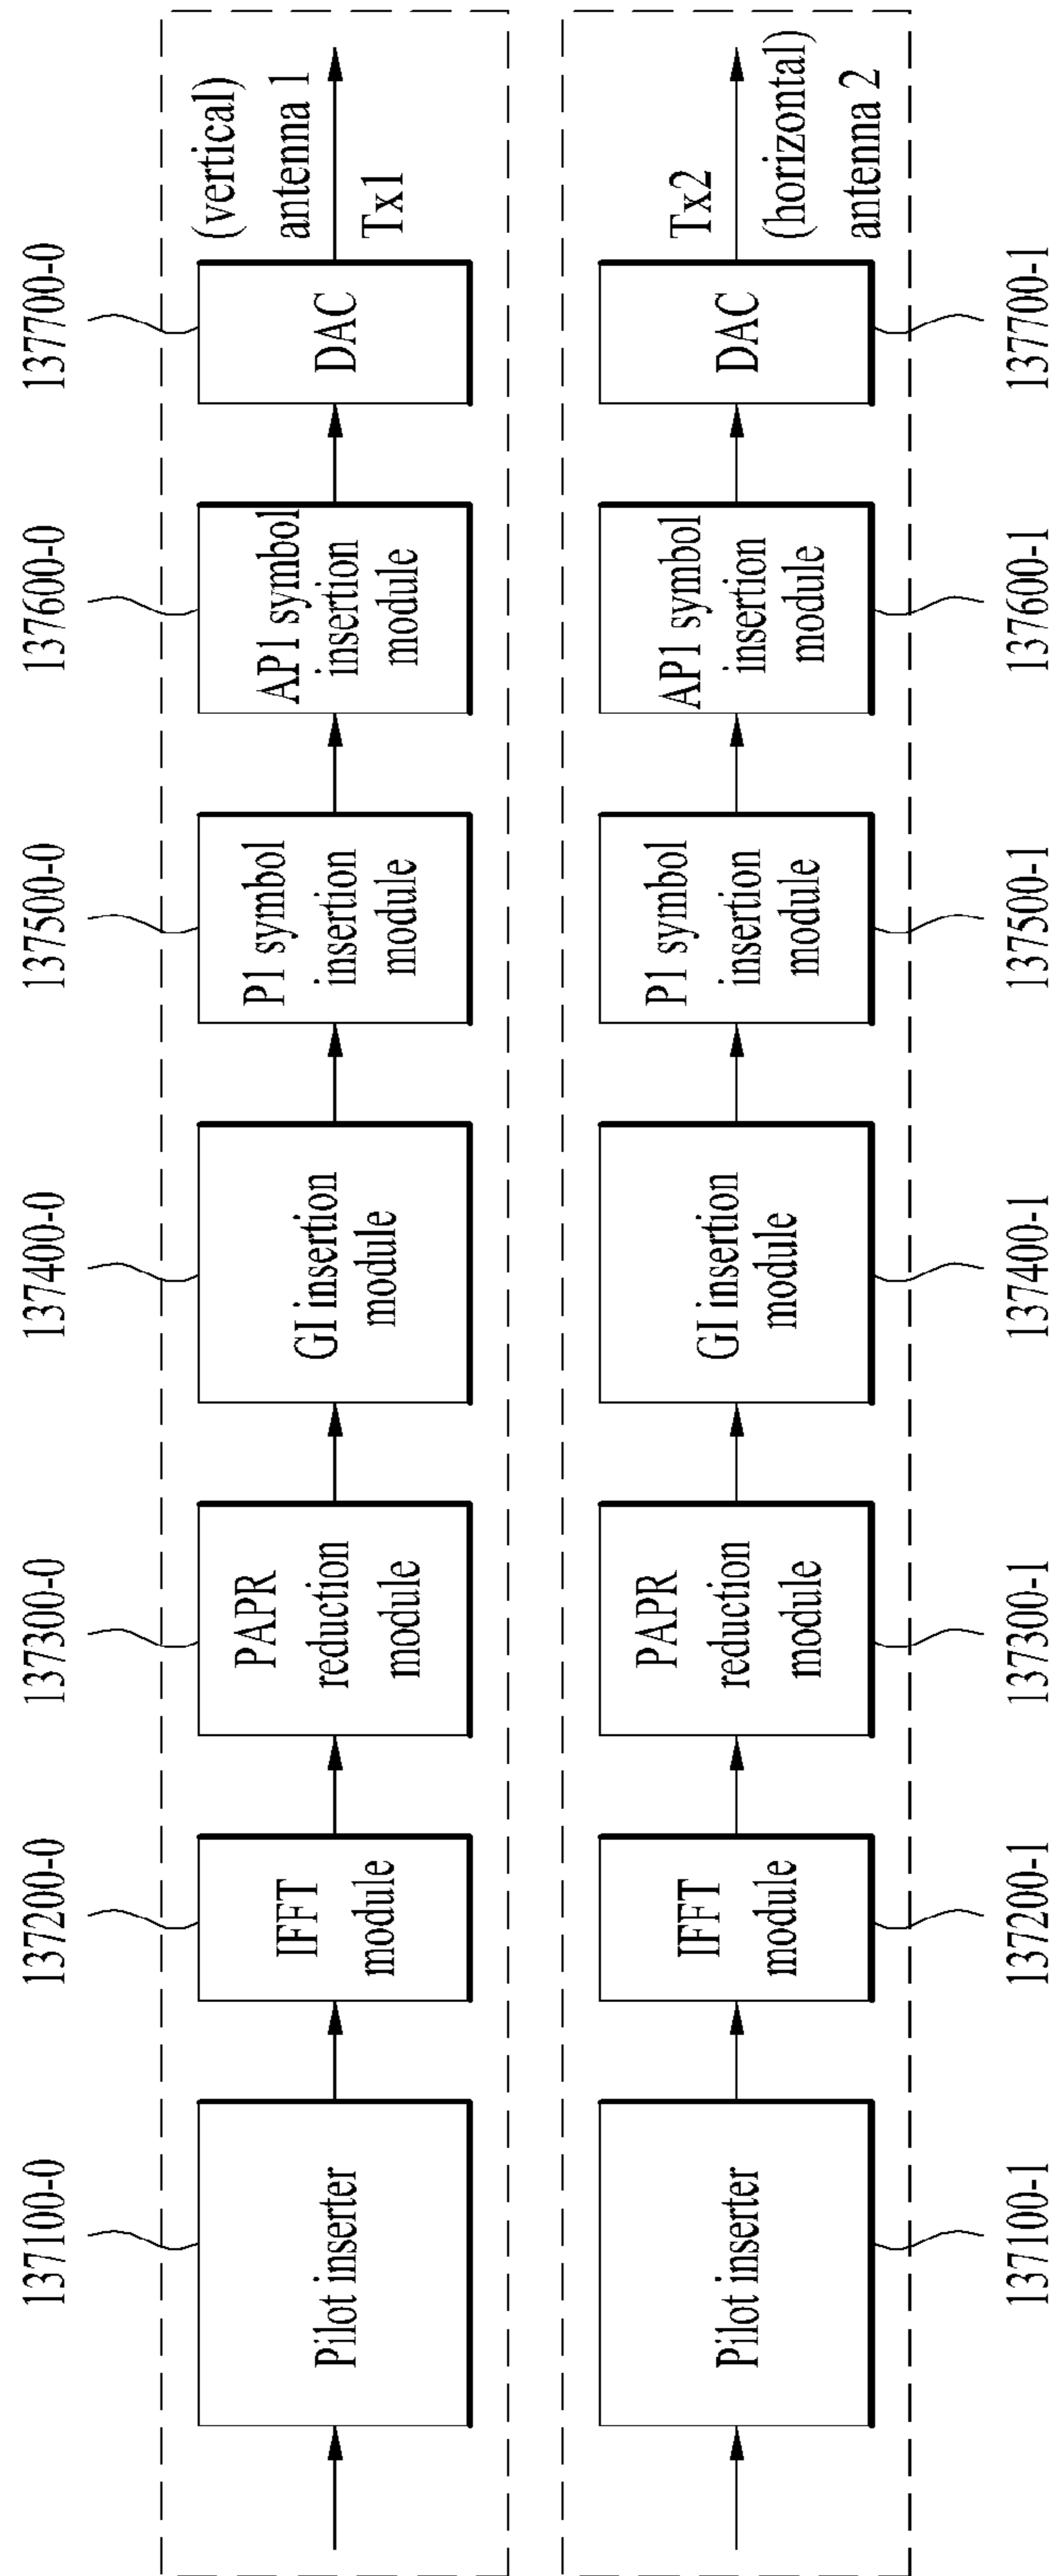 137100-0
137200-0
137300-0
137400-0
137500-0
137600-0
137700-0
Pilot inserter
IFFT
module
PAPR
reduction
module
GI insertion
module
P1 symbol
insertion
module
AP1 symbol
insertion
module
DAC
(vertical)
antenna 1
Tx1
Pilot inserter
IFFT
module
PAPR
reduction
module
GI insertion
module
P1 symbol
insertion
module
AP1 symbol
insertion
module
DAC
Tx2
(horizontal)
antenna 2
137100-1
137200-1
137300-1
137400-1
137500-1
137600-1
137700-1